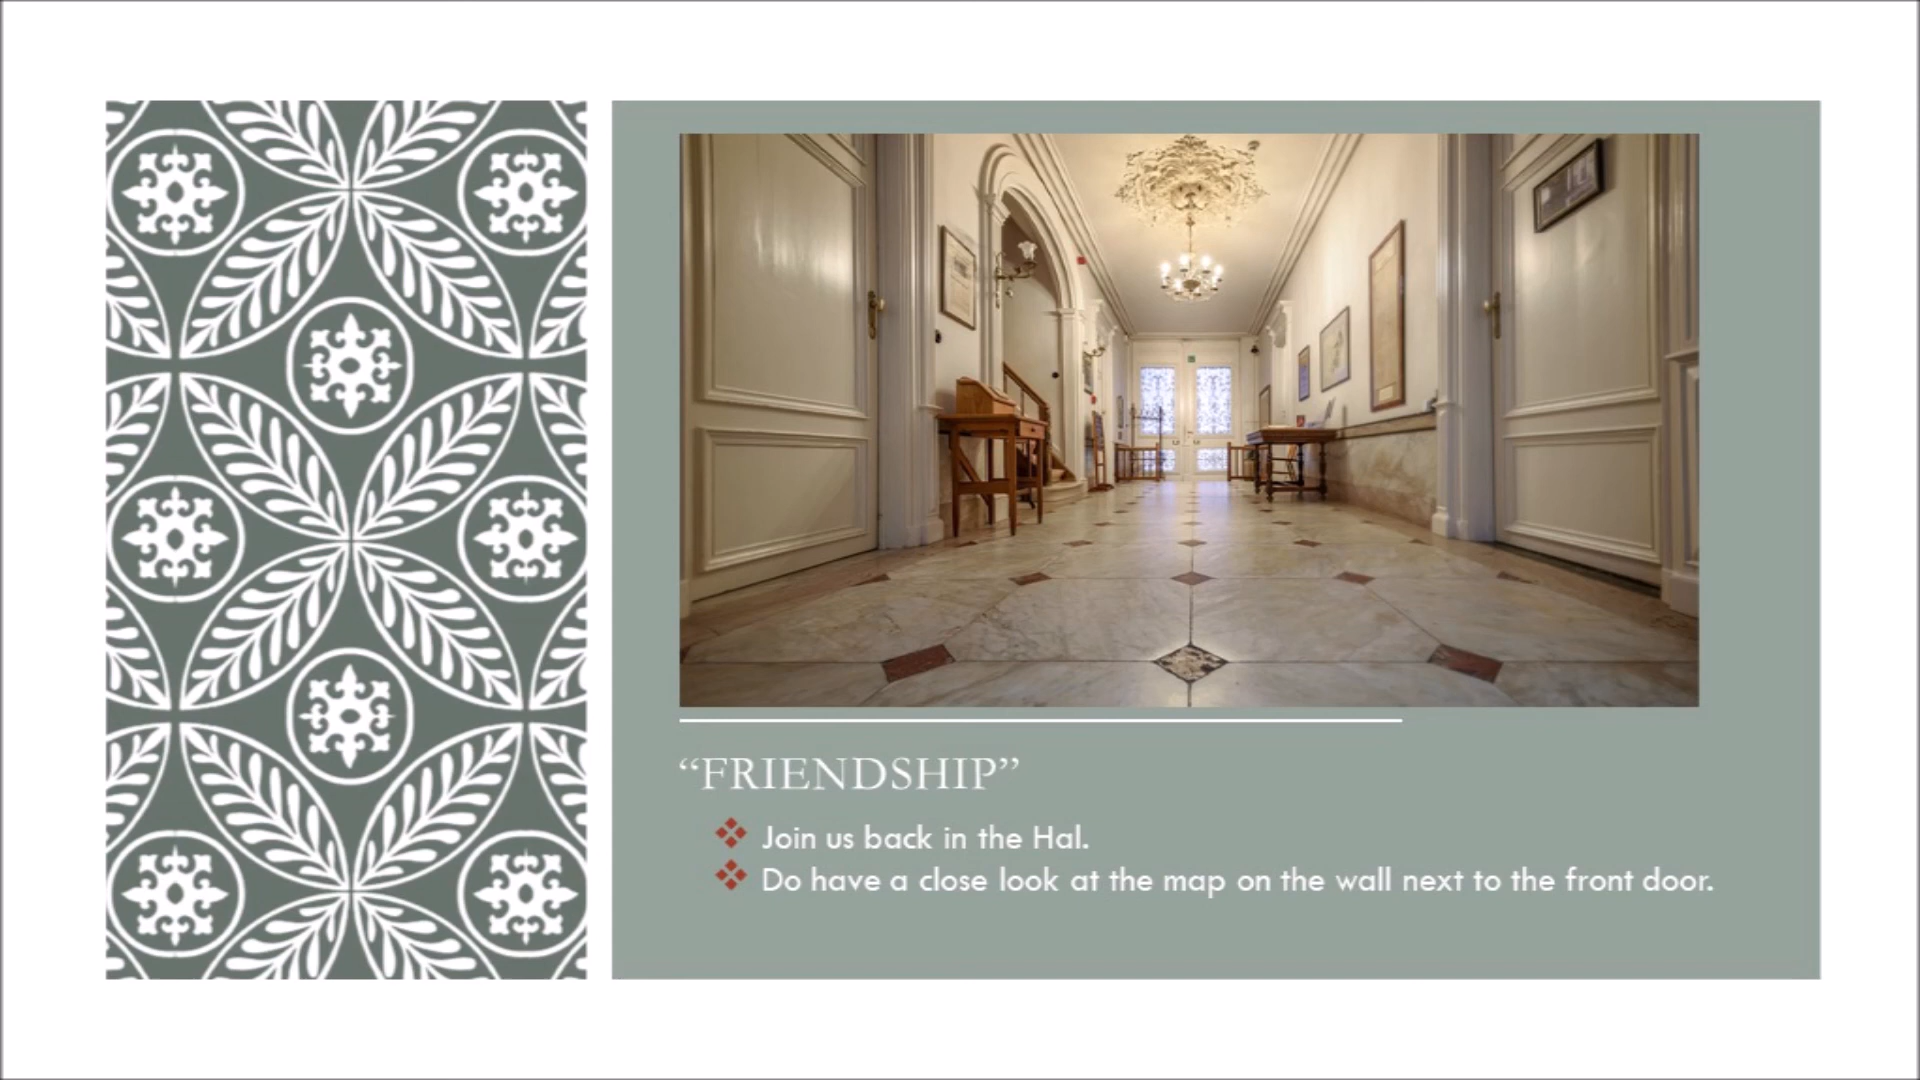 “FRIENDSHIP”
Join us back in the Hal.
Do have a close look at the map on the wall next to the front door.